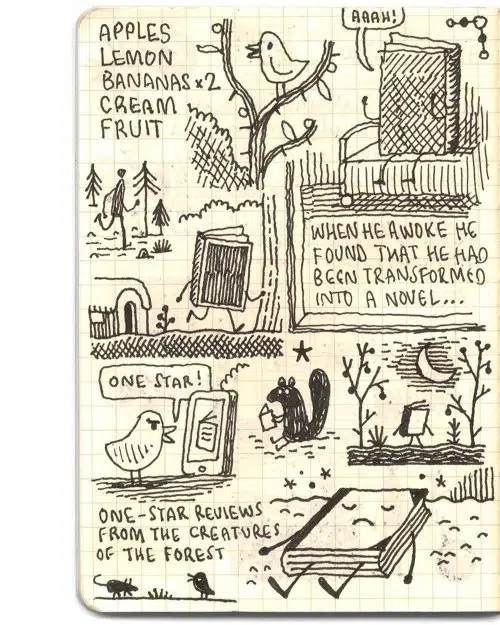 APPLES
LEMON
BANANAS x2
CREAM
FRUIT
AAAH!
WHEN HE AWOKE HE
FOUND THAT HE HAD
BEEN TRANSFORMED
INTO A NOVEL...
ONE STAR!
ONE-STAR REVIEWS
FROM THE CREATURES
OF THE FOREST